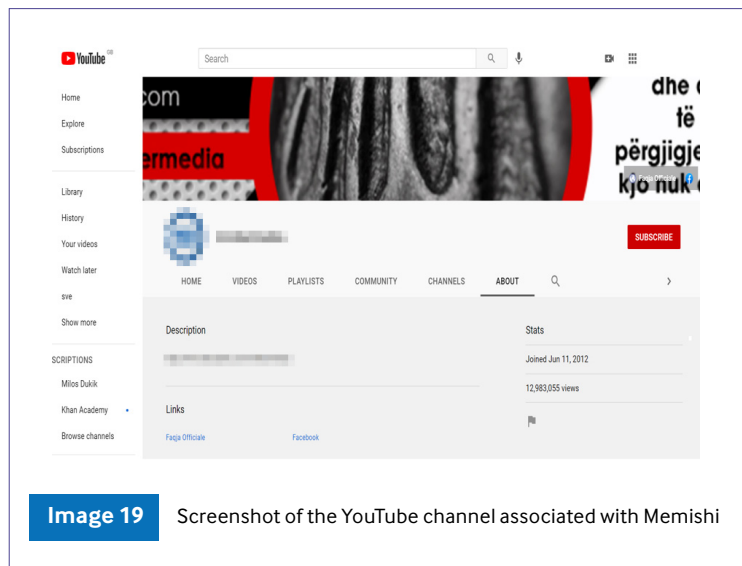 YouTube GB
Search
Home
Explore
Subscriptions
Library
History
Your videos
Watch later
sve
Show more
SCRIPTIONS
Milos Dukik
Khan Academy
Browse channels
com
ermedia
dhe
të
përgjigje
kjo nuk
Faqja Officiale
SUBSCRIBE
HOME VIDEOS PLAYLISTS COMMUNITY CHANNELS ABOUT
Description
Links
Faqja Officiale Facebook
Stats
Joined Jun 11, 2012
12,983,055 views
Image 19 Screenshot of the YouTube channel associated with Memishi